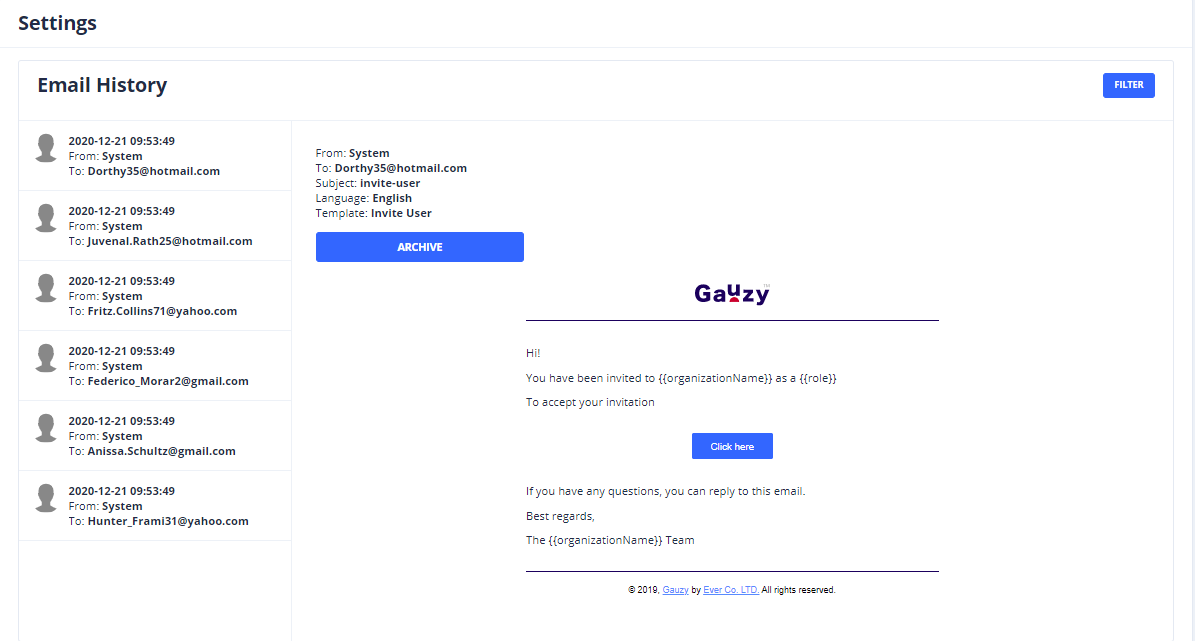 Settings
Email History
FILTER
2020-12-21 09:53:49
From: System
To: Dorthy35@hotmail.com
2020-12-21 09:53:49
From: System
To: Juvenal.Rath25@hotmail.com
2020-12-21 09:53:49
From: System
To: Fritz.Collins71@yahoo.com
2020-12-21 09:53:49
From: System
To: Federico_Morar2@gmail.com
2020-12-21 09:53:49
From: System
To: Anissa.Schultz@gmail.com
2020-12-21 09:53:49
From: System
To: Hunter_Frami31@yahoo.com
From: System
To: Dorthy35@hotmail.com
Subject: invite-user
Language: English
Template: Invite User
ARCHIVE
Gauzy™
Hi!
You have been invited to {{organizationName}} as a {{role}}
To accept your invitation
Click here
If you have any questions, you can reply to this email.
Best regards,
The {{organizationName}} Team
© 2019, Gauzy by Ever Co. LTD. All rights reserved.